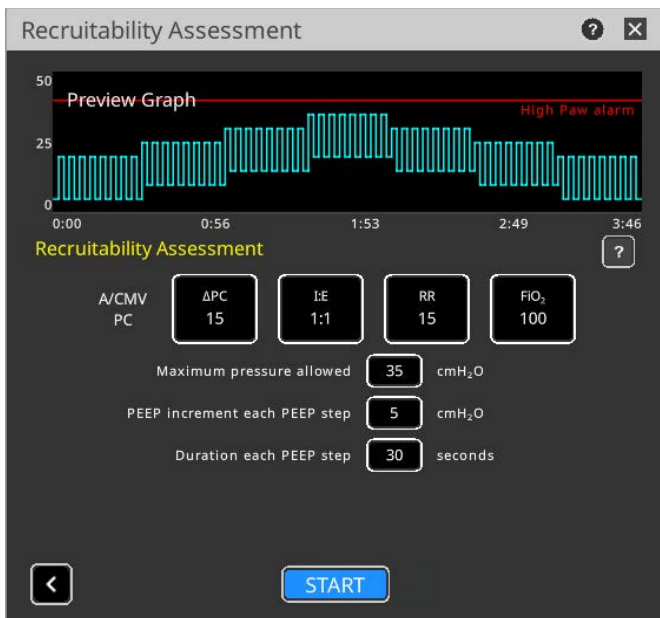 Recruitability Assessment ?
50
Preview Graph
High Paw alarm
25
0
0:00 0:56 1:53 2:49 3:46
Recruitability Assessment ?
A/CMV PC
ΔPC 15
I:E 1:1
RR 15
FiO₂ 100
Maximum pressure allowed 35 cmH₂O
PEEP increment each PEEP step 5 cmH₂O
Duration each PEEP step 30 seconds
START